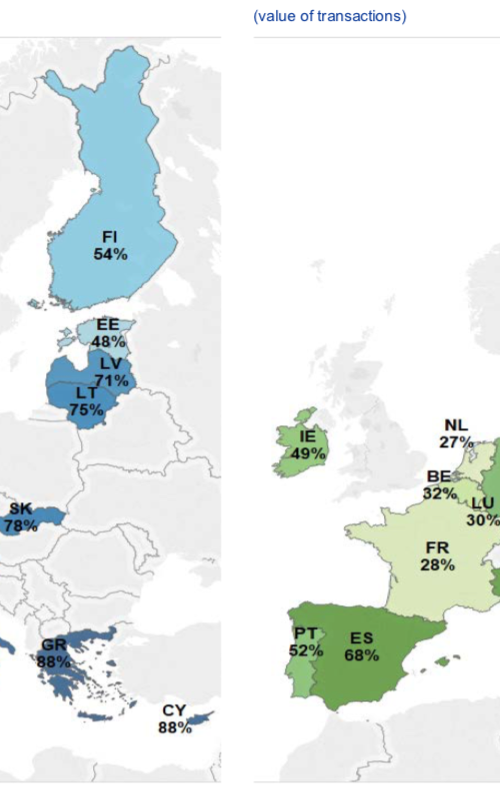 (value of transactions)
FI
54%
EE
48%
LV
71%
LT
75%
SK
78%
GR
88%
CY
88%
IE
49%
NL
27%
BE
32%
LU
30%
FR
28%
PT
52%
ES
68%